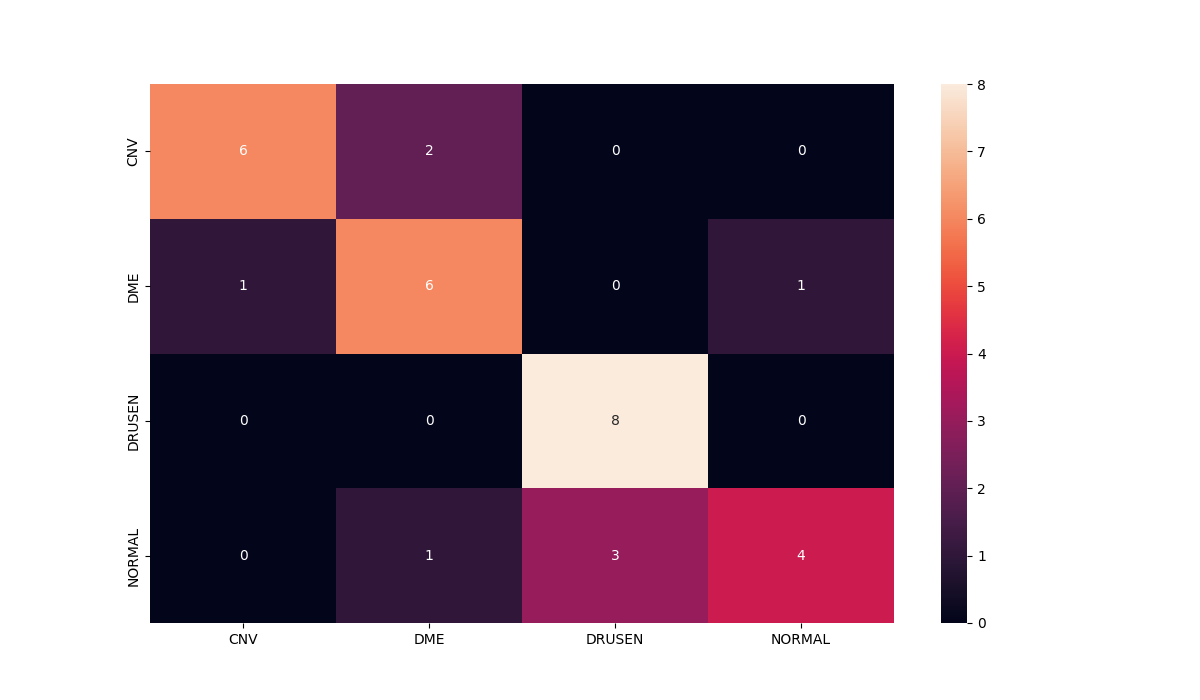 8
CNV 6 2 0 0 7
6
DME 1 6 0 1 5
4
DRUSEN 0 0 8 0 3
2
NORMAL 0 1 3 4 1
0
CNV DME DRUSEN NORMAL